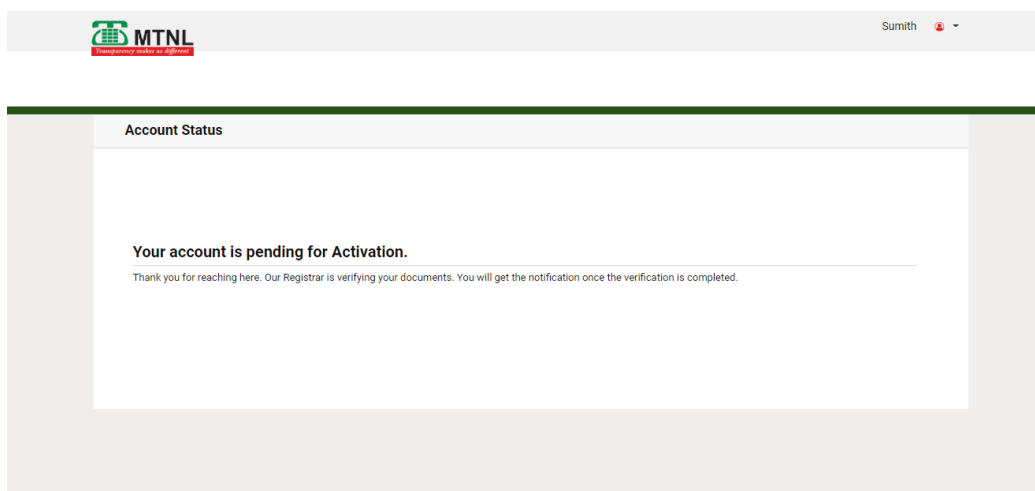 MTNL
Transparency makes us different
Sumith
Account Status
Your account is pending for Activation.
Thank you for reaching here. Our Registrar is verifying your documents. You will get the notification once the verification is completed.